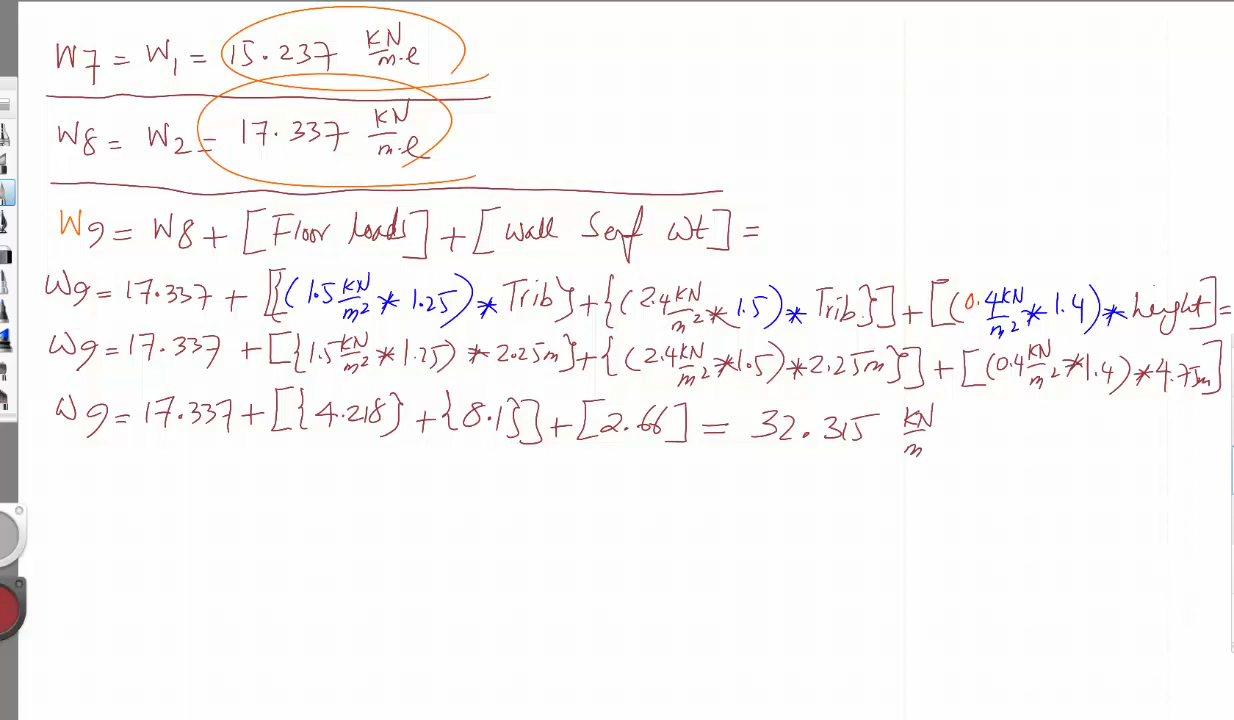 W7 = W1 = 15.237 KN/m.l
W8 = W2 = 17.337 KN/m.l
W9 = W8 + [Floor loads] + [Wall Self Wt] =
W9 = 17.337 + [{(1.5 KN/m² * 1.25) * Trib} + {(2.4 KN/m² * 1.5) * Trib.}] + [(0.4 KN/m² * 1.4) * height] =
W9 = 17.337 + [{1.5 KN/m² * 1.25) * 2.25m} + {(2.4 KN/m² * 1.5) * 2.25m}] + [(0.4 KN/m² * 1.4) * 4.75m]
W9 = 17.337 + [{4.218} + {8.1}] + [2.66] = 32.315 KN/m